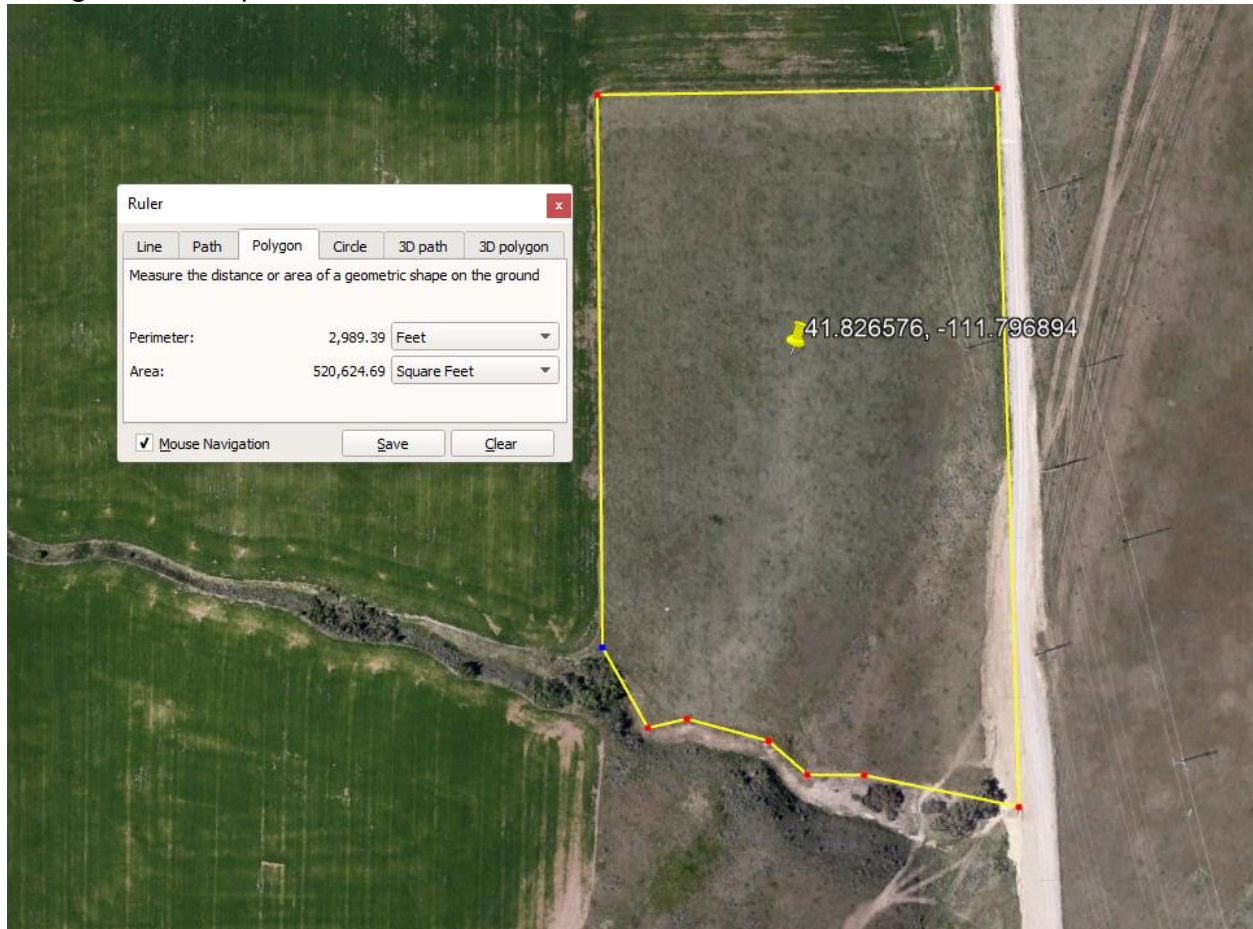 Ruler
x
Line Path Polygon Circle 3D path 3D polygon
Measure the distance or area of a geometric shape on the ground
Perimeter: 2,989.39 Feet
Area: 520,624.69 Square Feet
Mouse Navigation Save Clear
41.826576, -111.796894